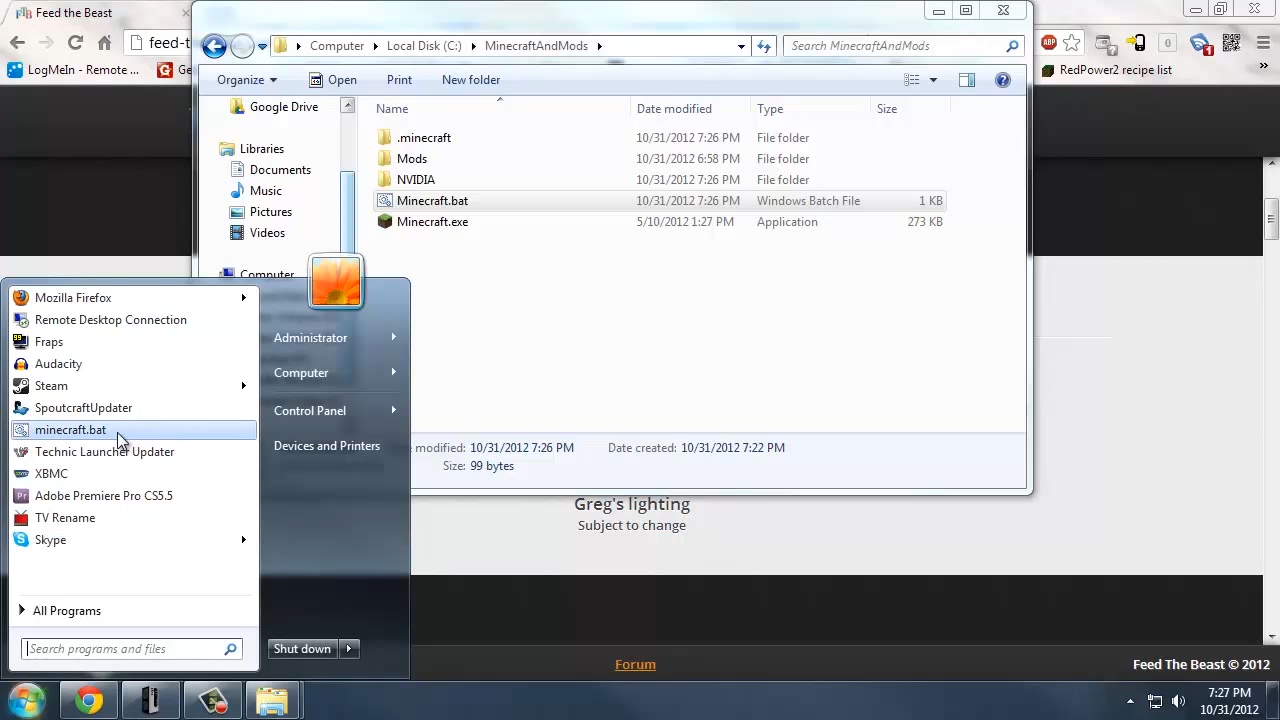 Feed the Beast
feed-t
LogMeIn - Remote ...
Ge
RedPower2 recipe list
ABP
0
1
Computer
Local Disk (C:)
MinecraftAndMods
Search MinecraftAndMods
Organize
Open
Print
New folder
Name
Date modified
Type
Size
Google Drive
Libraries
Documents
Music
Pictures
Videos
Computer
.minecraft 10/31/2012 7:26 PM File folder
Mods 10/31/2012 6:58 PM File folder
NVIDIA 10/31/2012 7:26 PM File folder
Minecraft.bat 10/31/2012 7:26 PM Windows Batch File 1 KB
Minecraft.exe 5/10/2012 1:27 PM Application 273 KB
modified: 10/31/2012 7:26 PM Date created: 10/31/2012 7:22 PM
Size: 99 bytes
Mozilla Firefox
Remote Desktop Connection
Fraps
Audacity
Steam
SpoutcraftUpdater
minecraft.bat
Technic Launcher Updater
XBMC
Adobe Premiere Pro CS5.5
TV Rename
Skype
All Programs
Search programs and files
Administrator
Computer
Control Panel
Devices and Printers
Shut down
Greg's lighting
Subject to change
Forum
Feed The Beast © 2012
7:27 PM
10/31/2012